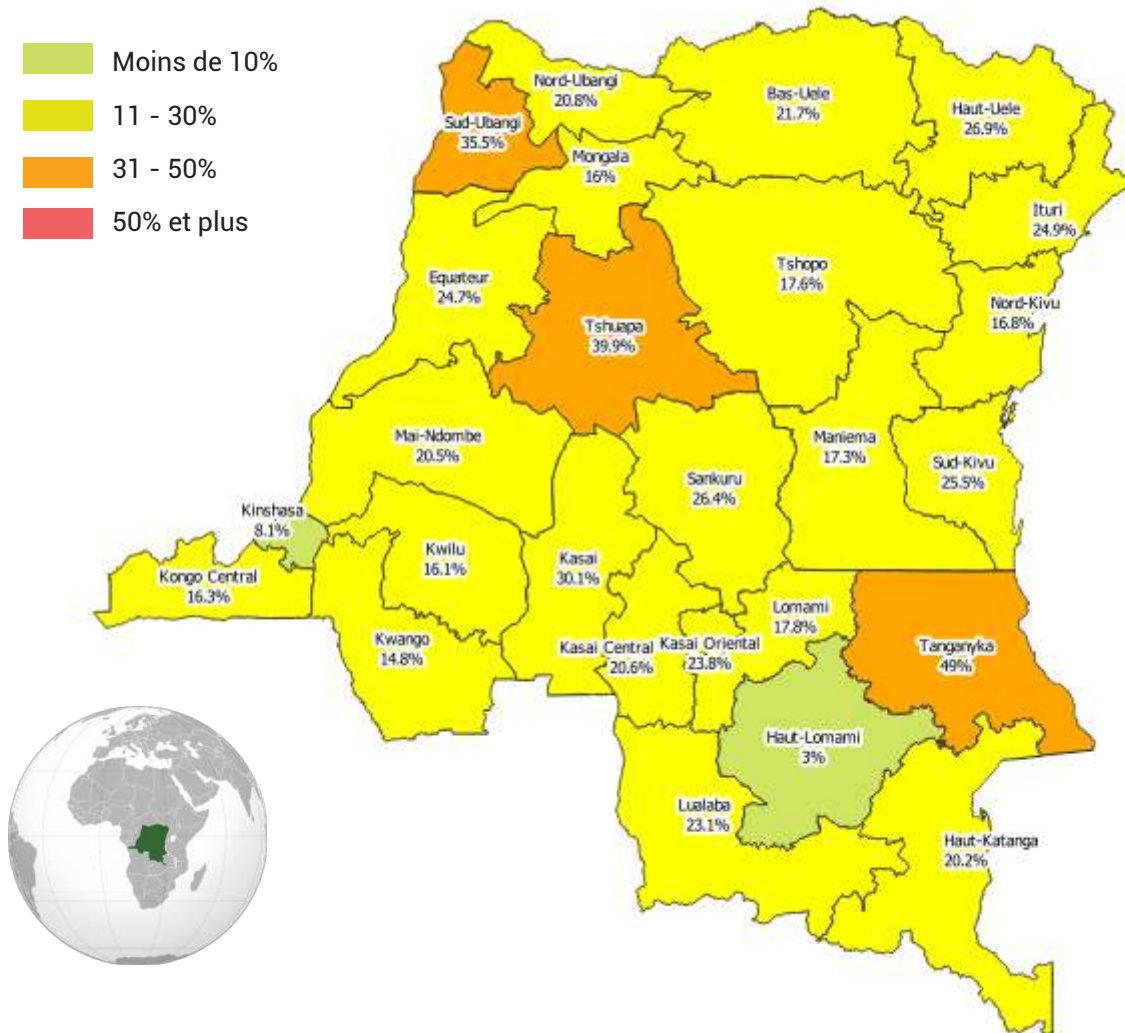 Moins de 10%
11 - 30%
31 - 50%
50% et plus
Nord-Ubangi
20.8%
Bas-Uele
21.7%
Haut-Uele
26.9%
Sud-Ubangi
35.5%
Mongala
16%
Ituri
24.9%
Equateur
24.7%
Tshopo
17.6%
Nord-Kivu
16.8%
Tshuapa
39.9%
Mai-Ndombe
20.5%
Maniema
17.3%
Sud-Kivu
25.5%
Sankuru
26.4%
Kinshasa
8.1%
Kwilu
16.1%
Kasai
30.1%
Kongo Central
16.3%
Lomami
17.8%
Kwango
14.8%
Kasai Central
20.6%
Kasai Oriental
23.8%
Tanganyka
49%
Haut-Lomami
3%
Lualaba
23.1%
Haut-Katanga
20.2%